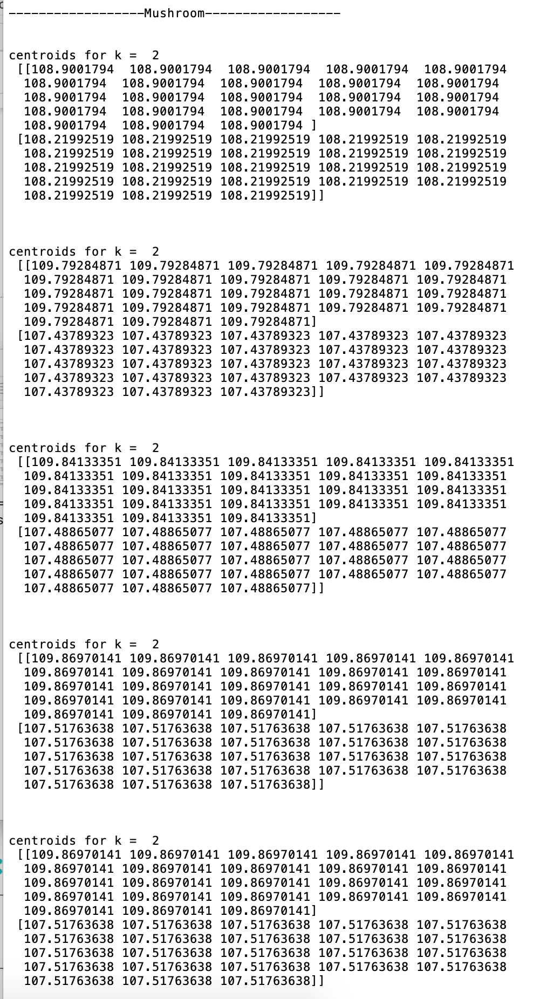 ------------------Mushroom------------------
centroids for k =  2
 [[108.9001794  108.9001794  108.9001794  108.9001794  108.9001794
  108.9001794  108.9001794  108.9001794  108.9001794  108.9001794
  108.9001794  108.9001794  108.9001794  108.9001794  108.9001794
  108.9001794  108.9001794  108.9001794  108.9001794  108.9001794
  108.9001794  108.9001794  108.9001794 ]
 [108.21992519 108.21992519 108.21992519 108.21992519 108.21992519
  108.21992519 108.21992519 108.21992519 108.21992519 108.21992519
  108.21992519 108.21992519 108.21992519 108.21992519 108.21992519
  108.21992519 108.21992519 108.21992519 108.21992519 108.21992519
  108.21992519 108.21992519 108.21992519]]
centroids for k =  2
 [[109.79284871 109.79284871 109.79284871 109.79284871 109.79284871
  109.79284871 109.79284871 109.79284871 109.79284871 109.79284871
  109.79284871 109.79284871 109.79284871 109.79284871 109.79284871
  109.79284871 109.79284871 109.79284871 109.79284871 109.79284871
  109.79284871 109.79284871 109.79284871]
 [107.43789323 107.43789323 107.43789323 107.43789323 107.43789323
  107.43789323 107.43789323 107.43789323 107.43789323 107.43789323
  107.43789323 107.43789323 107.43789323 107.43789323 107.43789323
  107.43789323 107.43789323 107.43789323 107.43789323 107.43789323
  107.43789323 107.43789323 107.43789323]]
centroids for k =  2
 [[109.84133351 109.84133351 109.84133351 109.84133351 109.84133351
  109.84133351 109.84133351 109.84133351 109.84133351 109.84133351
  109.84133351 109.84133351 109.84133351 109.84133351 109.84133351
  109.84133351 109.84133351 109.84133351 109.84133351 109.84133351
  109.84133351 109.84133351 109.84133351]
 [107.48865077 107.48865077 107.48865077 107.48865077 107.48865077
  107.48865077 107.48865077 107.48865077 107.48865077 107.48865077
  107.48865077 107.48865077 107.48865077 107.48865077 107.48865077
  107.48865077 107.48865077 107.48865077 107.48865077 107.48865077
  107.48865077 107.48865077 107.48865077]]
centroids for k =  2
 [[109.86970141 109.86970141 109.86970141 109.86970141 109.86970141
  109.86970141 109.86970141 109.86970141 109.86970141 109.86970141
  109.86970141 109.86970141 109.86970141 109.86970141 109.86970141
  109.86970141 109.86970141 109.86970141 109.86970141 109.86970141
  109.86970141 109.86970141 109.86970141]
 [107.51763638 107.51763638 107.51763638 107.51763638 107.51763638
  107.51763638 107.51763638 107.51763638 107.51763638 107.51763638
  107.51763638 107.51763638 107.51763638 107.51763638 107.51763638
  107.51763638 107.51763638 107.51763638 107.51763638 107.51763638
  107.51763638 107.51763638 107.51763638]]
centroids for k =  2
 [[109.86970141 109.86970141 109.86970141 109.86970141 109.86970141
  109.86970141 109.86970141 109.86970141 109.86970141 109.86970141
  109.86970141 109.86970141 109.86970141 109.86970141 109.86970141
  109.86970141 109.86970141 109.86970141 109.86970141 109.86970141
  109.86970141 109.86970141 109.86970141]
 [107.51763638 107.51763638 107.51763638 107.51763638 107.51763638
  107.51763638 107.51763638 107.51763638 107.51763638 107.51763638
  107.51763638 107.51763638 107.51763638 107.51763638 107.51763638
  107.51763638 107.51763638 107.51763638 107.51763638 107.51763638
  107.51763638 107.51763638 107.51763638]]